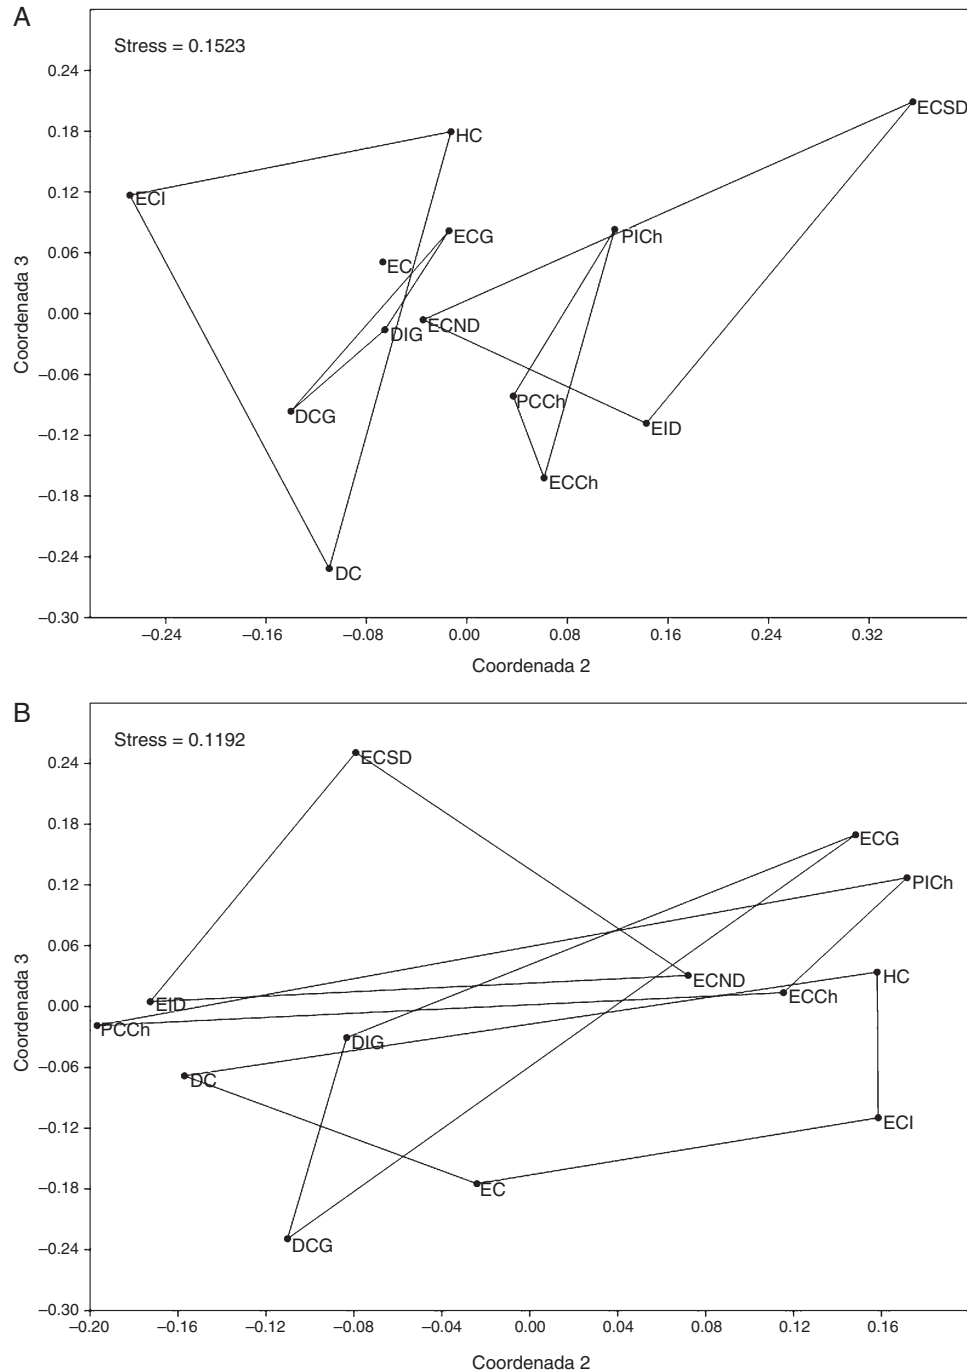 A
Stress = 0.1523
0.24
ECSD
0.18
HC
0.12
ECI
ECG
PICh
0.06
EC
0.00
ECND
DIG
–0.06
PCCh
DCG
–0.12
EID
ECCh
–0.18
–0.24
DC
–0.30
–0.24 –0.16 –0.08 0.00 0.08 0.16 0.24 0.32
Coordenada 3
Coordenada 2
B
Stress = 0.1192
0.24
ECSD
0.18
ECG
0.12
PICh
0.06
HC
ECND
0.00
EID
ECCh
PCCh
DIG
–0.06
DC
–0.12
ECI
–0.18
EC
–0.24
DCG
–0.30
–0.20 –0.16 –0.12 –0.08 –0.04 0.00 0.04 0.08 0.12 0.16
Coordenada 3
Coordenada 2